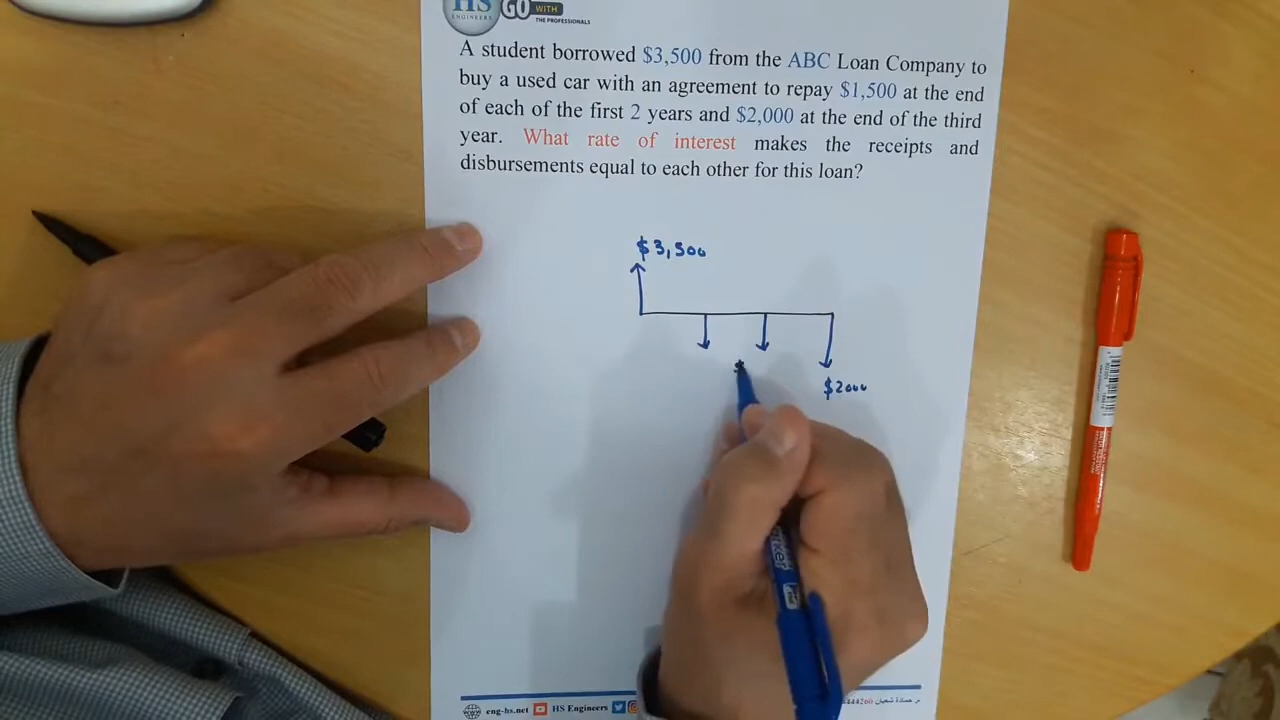 HS GO WITH
ENGINEERS THE PROFESSIONALS
A student borrowed $3,500 from the ABC Loan Company to
buy a used car with an agreement to repay $1,500 at the end
of each of the first 2 years and $2,000 at the end of the third
year. What rate of interest makes the receipts and
disbursements equal to each other for this loan?
$3,500
$
$2000
eng-hs.net HS Engineers م. حمادة شعبان